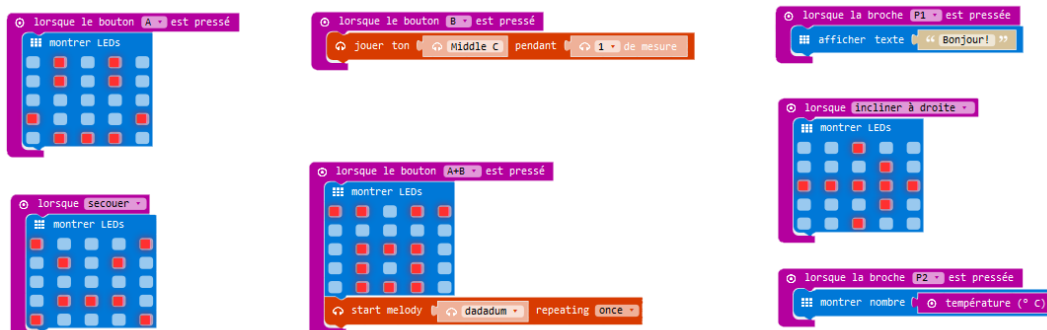 lorsque le bouton A est pressé
montrer LEDs
lorsque secouer
montrer LEDs
lorsque le bouton B est pressé
jouer ton Middle C pendant 1 de mesure
lorsque le bouton A+B est pressé
montrer LEDs
start melody dadadum repeating once
lorsque la broche P1 est pressée
afficher texte “ Bonjour! ”
lorsque incliner à droite
montrer LEDs
lorsque la broche P2 est pressée
montrer nombre température (° C)